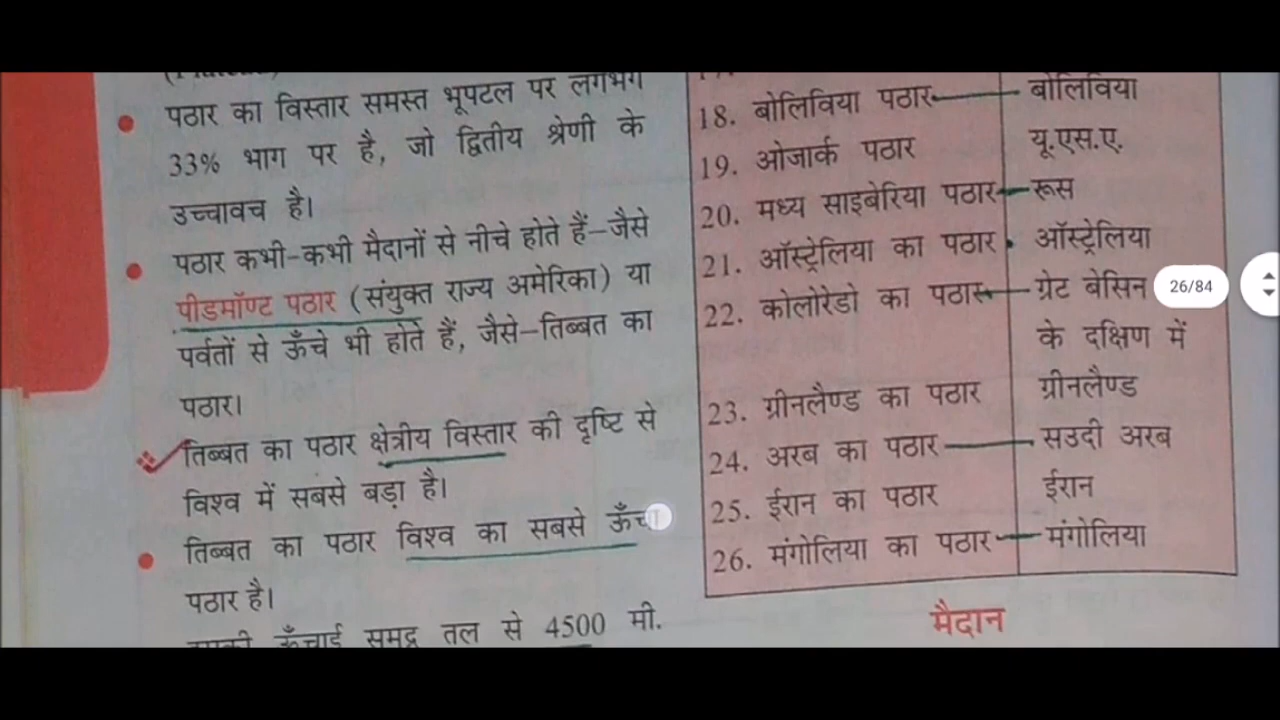 पठार का विस्तार समस्त भूपटल पर लगभग
33% भाग पर है, जो द्वितीय श्रेणी के
उच्चावच है।
पठार कभी-कभी मैदानों से नीचे होते हैं–जैसे
पीडमॉण्ट पठार (संयुक्त राज्य अमेरिका) या
पर्वतों से ऊँचे भी होते हैं, जैसे–तिब्बत का
पठार।
तिब्बत का पठार क्षेत्रीय विस्तार की दृष्टि से
विश्व में सबसे बड़ा है।
तिब्बत का पठार विश्व का सबसे ऊँचा
पठार है।
ऊँचाई समुद्र तल से 4500 मी.
18. बोलिविया पठार बोलिविया
19. ओजार्क पठार यू.एस.ए.
20. मध्य साइबेरिया पठार रूस
21. ऑस्ट्रेलिया का पठार ऑस्ट्रेलिया
22. कोलोरेडो का पठार ग्रेट बेसिन
के दक्षिण में
23. ग्रीनलैण्ड का पठार ग्रीनलैण्ड
24. अरब का पठार सउदी अरब
25. ईरान का पठार ईरान
26. मंगोलिया का पठार मंगोलिया
मैदान
26/84